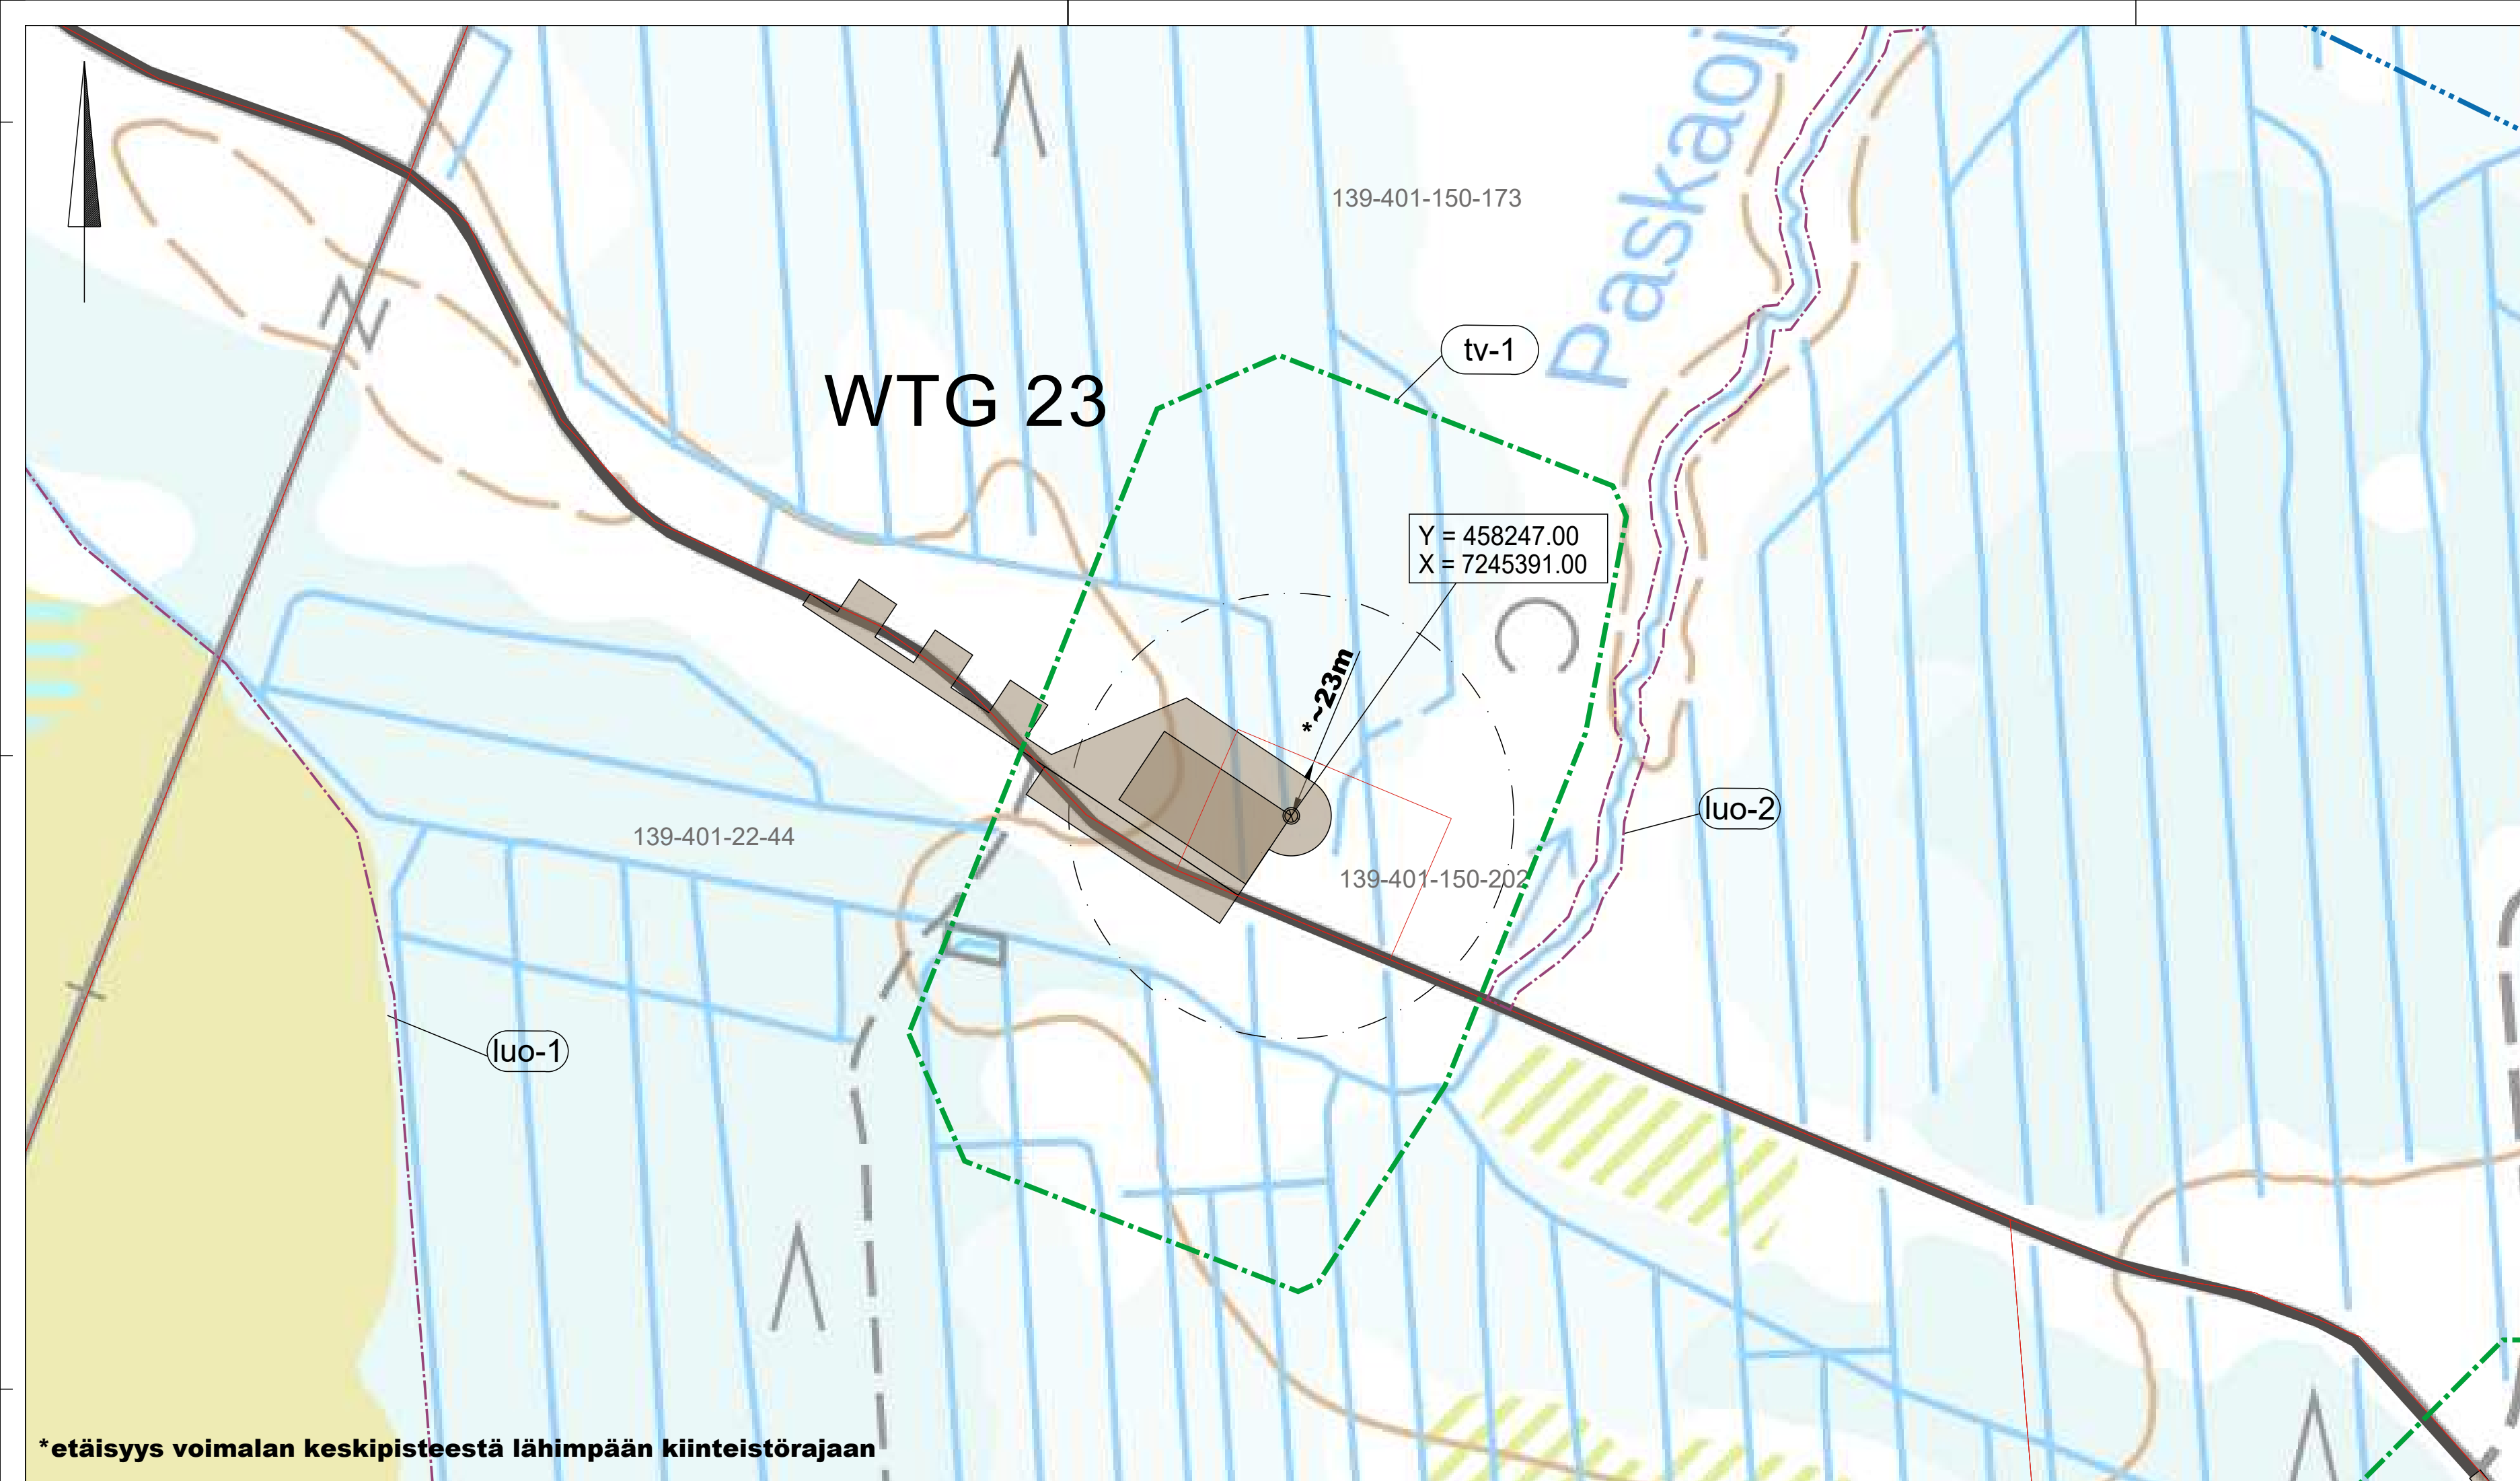 Paskaoj
139-401-150-173
tv-1
WTG 23
Y = 458247.00
X = 7245391.00
*~23m
luo-2
139-401-22-44
139-401-150-202
luo-1
*etäisyys voimalan keskipisteestä lähimpään kiinteistörajaan